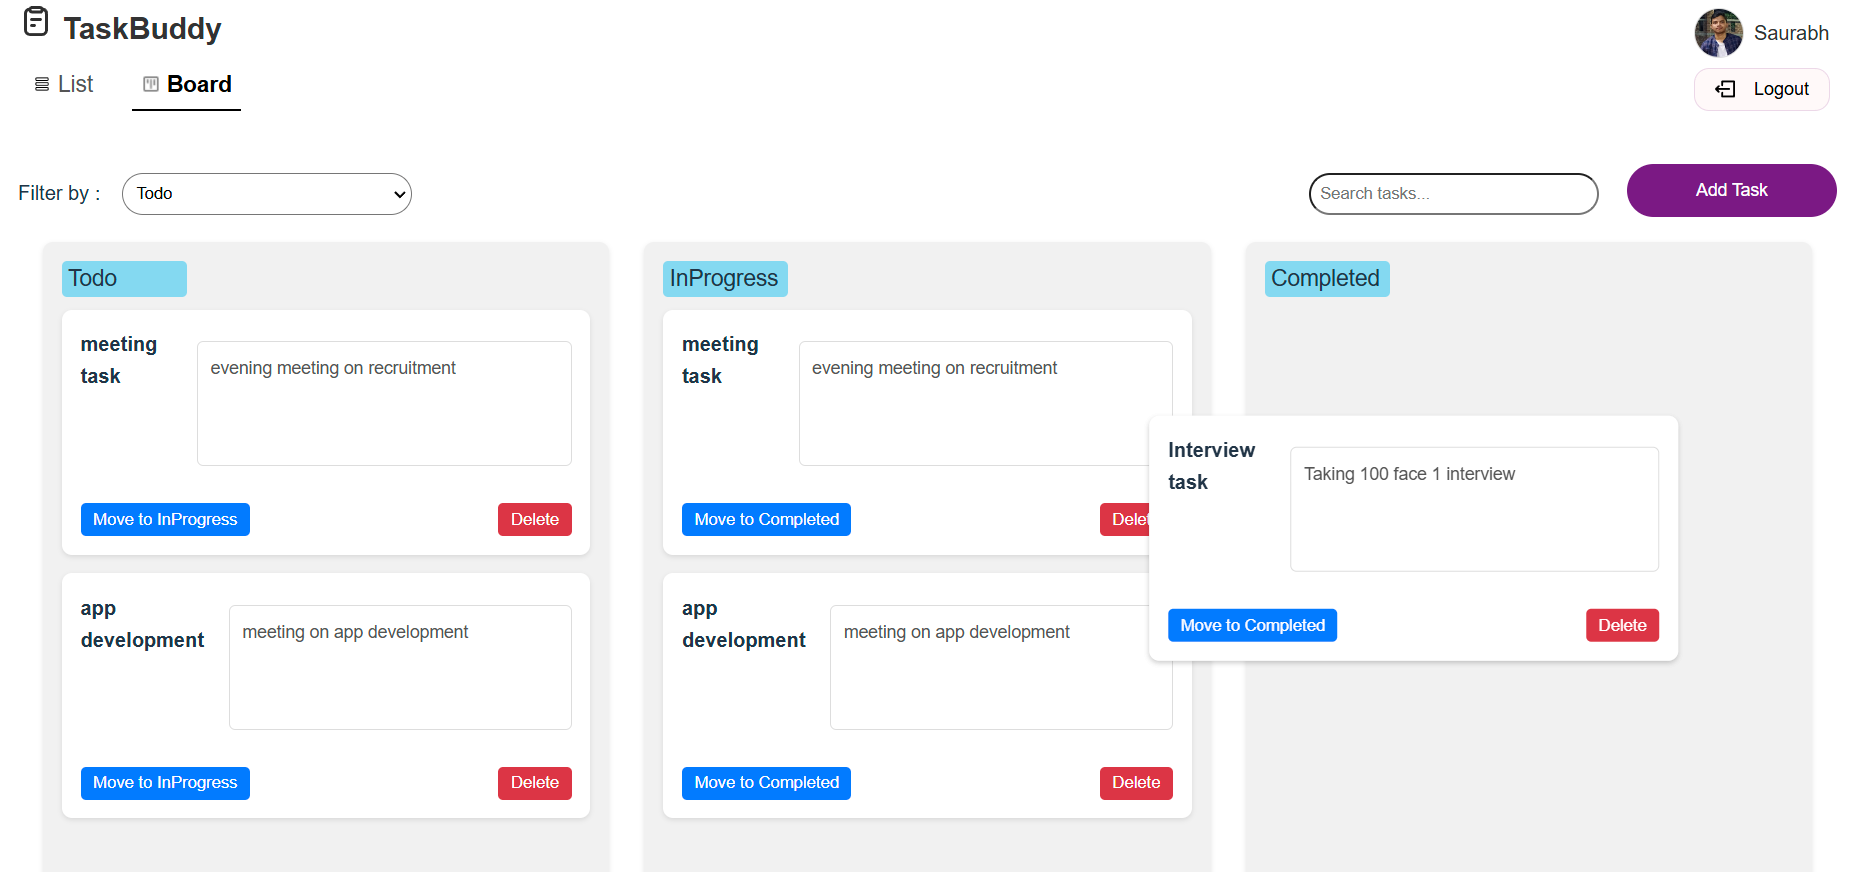 TaskBuddy
Saurabh
List
Board
Logout
Filter by :
Todo
Search tasks...
Add Task
Todo
meeting
task
evening meeting on recruitment
Move to InProgress
Delete
app
development
meeting on app development
Move to InProgress
Delete
InProgress
meeting
task
evening meeting on recruitment
Move to Completed
Delet
app
development
meeting on app development
Move to Completed
Delete
Completed
Interview
task
Taking 100 face 1 interview
Move to Completed
Delete